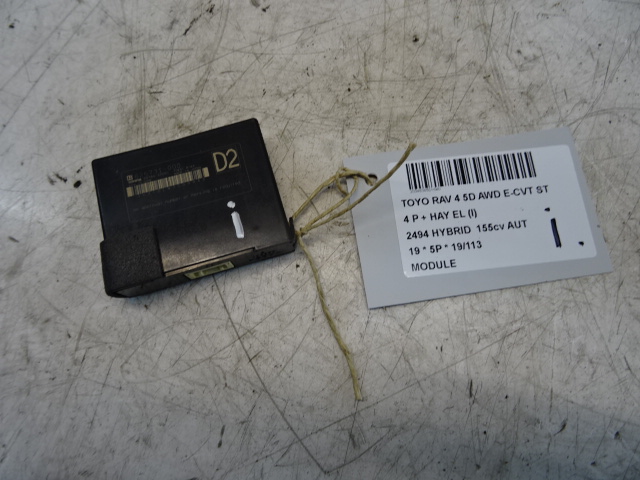 D2
TOYO RAV 4 5D AWD E-CVT ST
4 P + HAY EL (I)
2494 HYBRID 155cv AUT
19 * 5P * 19/113
MODULE